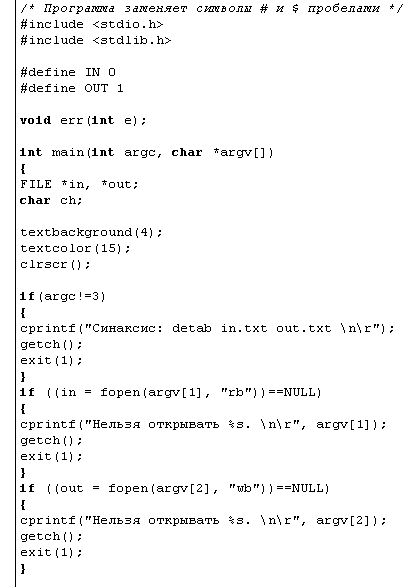 /* Программа заменяет символы # и $ пробелами */
#include <stdio.h>
#include <stdlib.h>
#define IN 0
#define OUT 1
void err(int e);
int main(int argc, char *argv[])
{
FILE *in, *out;
char ch;
textbackground(4);
textcolor(15);
clrscr();
if(argc!=3)
{
cprintf("Синаксис: detab in.txt out.txt \n\r");
getch();
exit(1);
}
if ((in = fopen(argv[1], "rb"))==NULL)
{
cprintf("Нельзя открывать %s. \n\r", argv[1]);
getch();
exit(1);
}
if ((out = fopen(argv[2], "wb"))==NULL)
{
cprintf("Нельзя открывать %s. \n\r", argv[2]);
getch();
exit(1);
}